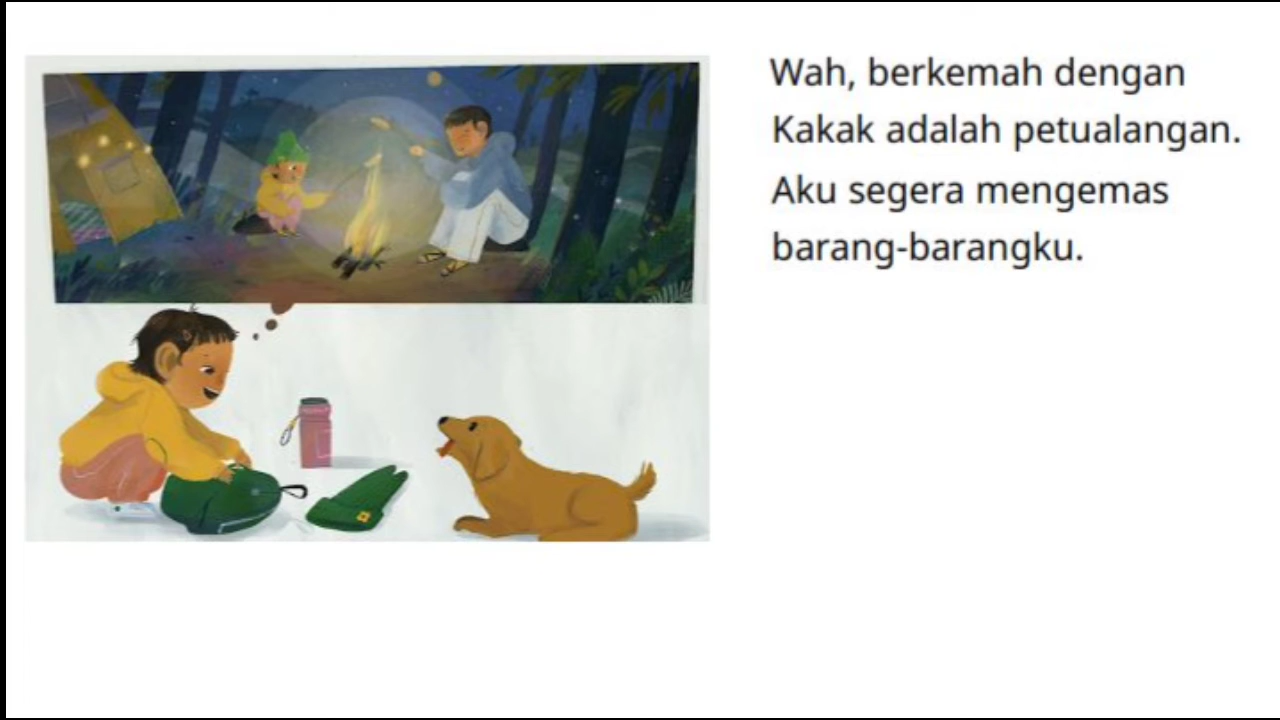 Wah, berkemah dengan
Kakak adalah petualangan.
Aku segera mengemas
barang-barangku.